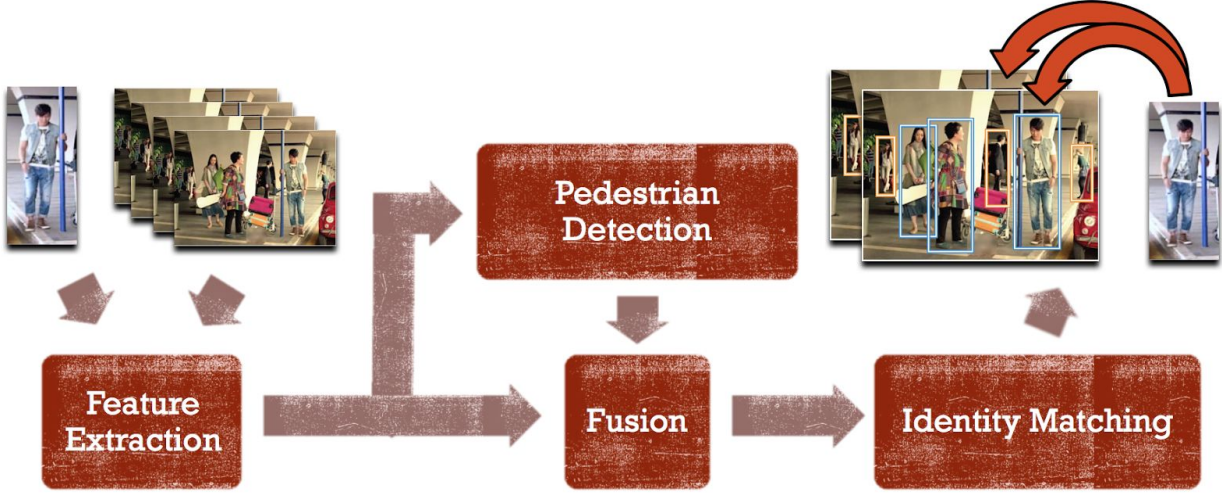 Pedestrian
Detection
Feature
Extraction
Fusion
Identity Matching